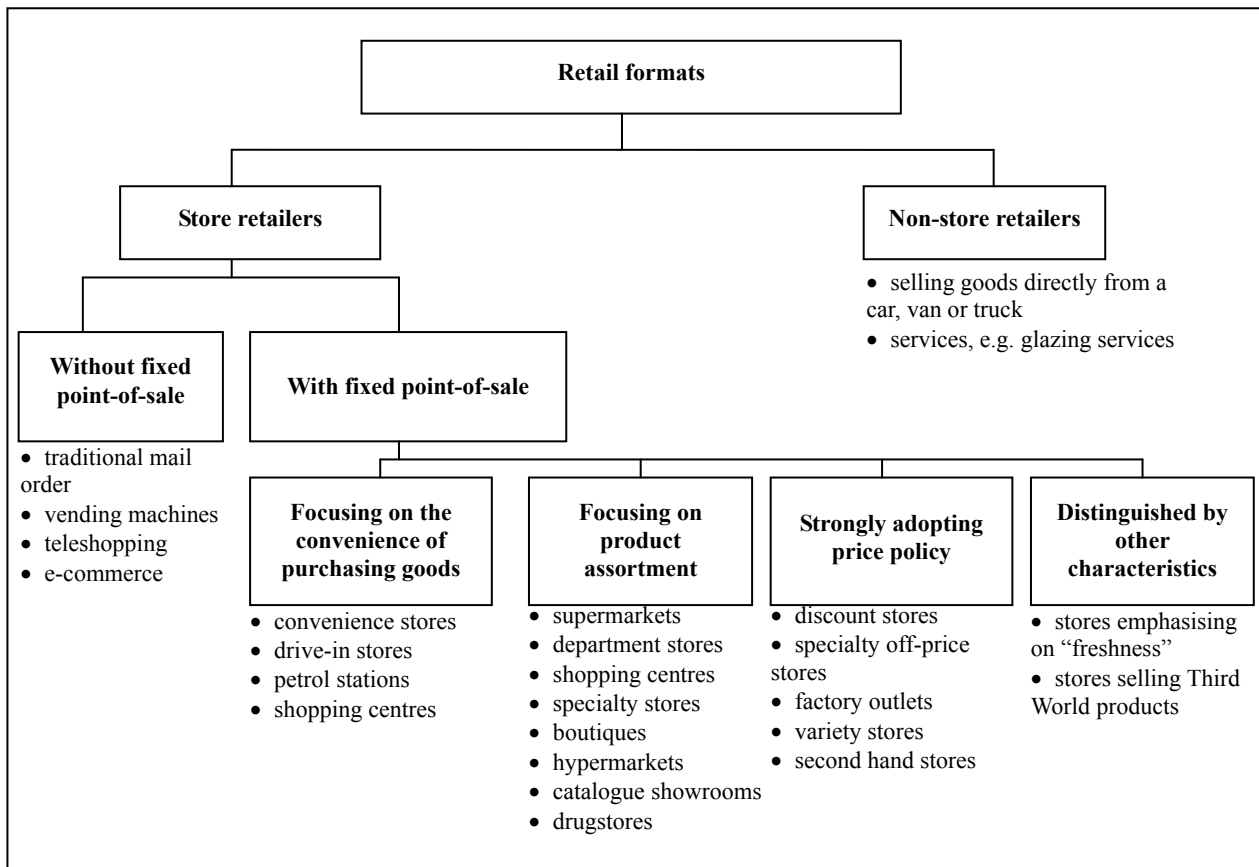 Retail formats
Store retailers
Non-store retailers
• selling goods directly from a
car, van or truck
• services, e.g. glazing services
Without fixed
point-of-sale
• traditional mail
order
• vending machines
• teleshopping
• e-commerce
With fixed point-of-sale
Focusing on the
convenience of
purchasing goods
• convenience stores
• drive-in stores
• petrol stations
• shopping centres
Focusing on
product
assortment
• supermarkets
• department stores
• shopping centres
• specialty stores
• boutiques
• hypermarkets
• catalogue showrooms
• drugstores
Strongly adopting
price policy
• discount stores
• specialty off-price
stores
• factory outlets
• variety stores
• second hand stores
Distinguished by
other
characteristics
• stores emphasising
on “freshness”
• stores selling Third
World products